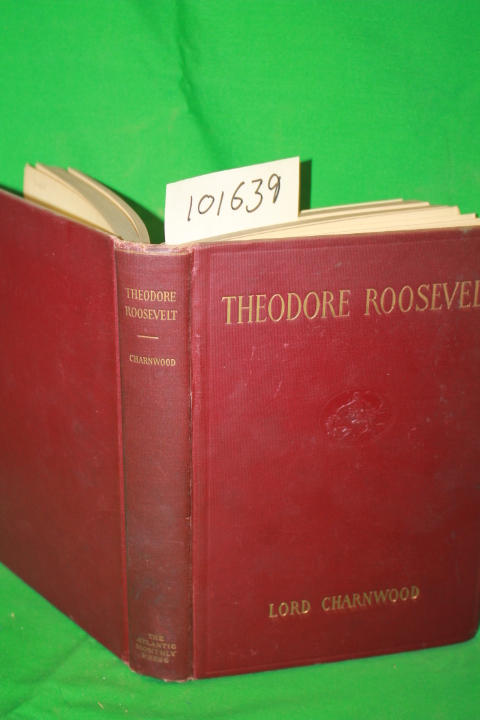 101639
THEODORE
ROOSEVELT
CHARNWOOD
THE
ATLANTIC
MONTHLY
PRESS
THEODORE ROOSEVEL
LORD CHARNWOOD